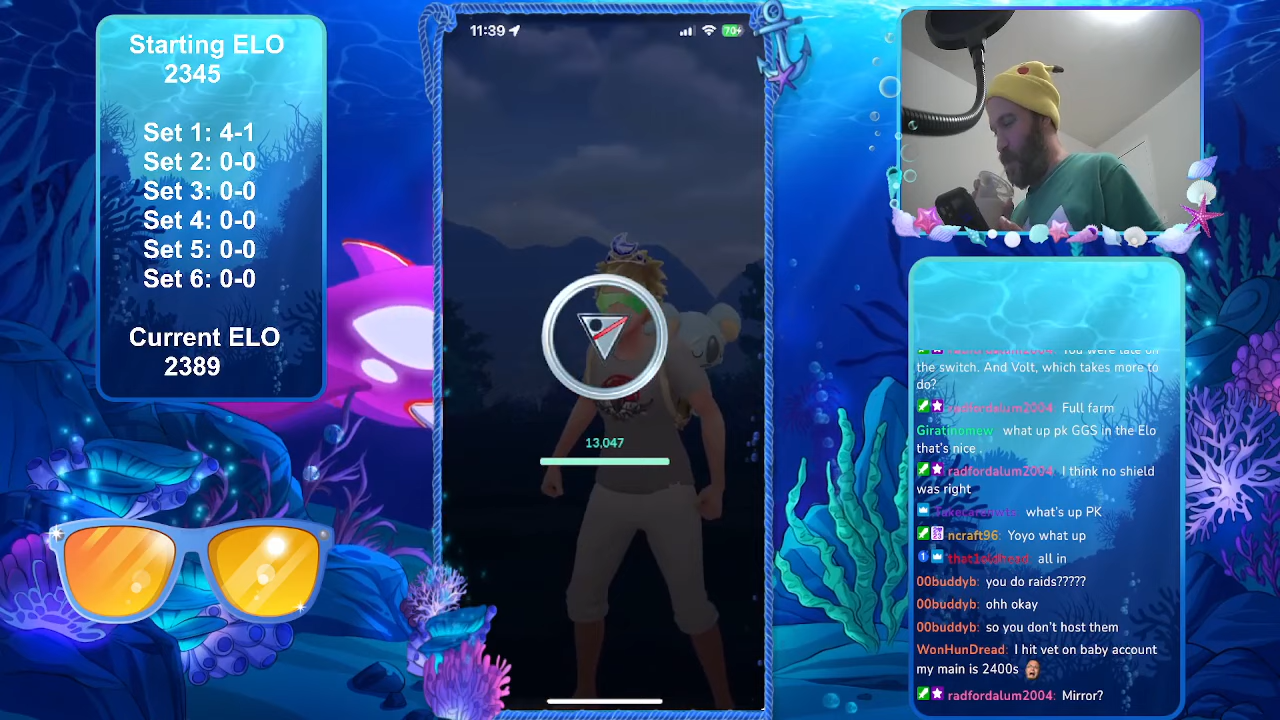 Starting ELO
2345
Set 1: 4-1
Set 2: 0-0
Set 3: 0-0
Set 4: 0-0
Set 5: 0-0
Set 6: 0-0
Current ELO
2389
11:39
70
13,047
You were late on
the switch. And Volt, which takes more to
do?
radfordalum2004: Full farm
Giratinomew: what up pk GGS in the Elo
that's nice .
radfordalum2004: I think no shield
was right
what's up PK
ncraft96: Yoyo what up
all in
00buddyb: you do raids?????
00buddyb: ohh okay
00buddyb: so you don't host them
WonHunDread: I hit vet on baby account
my main is 2400s
radfordalum2004: Mirror?